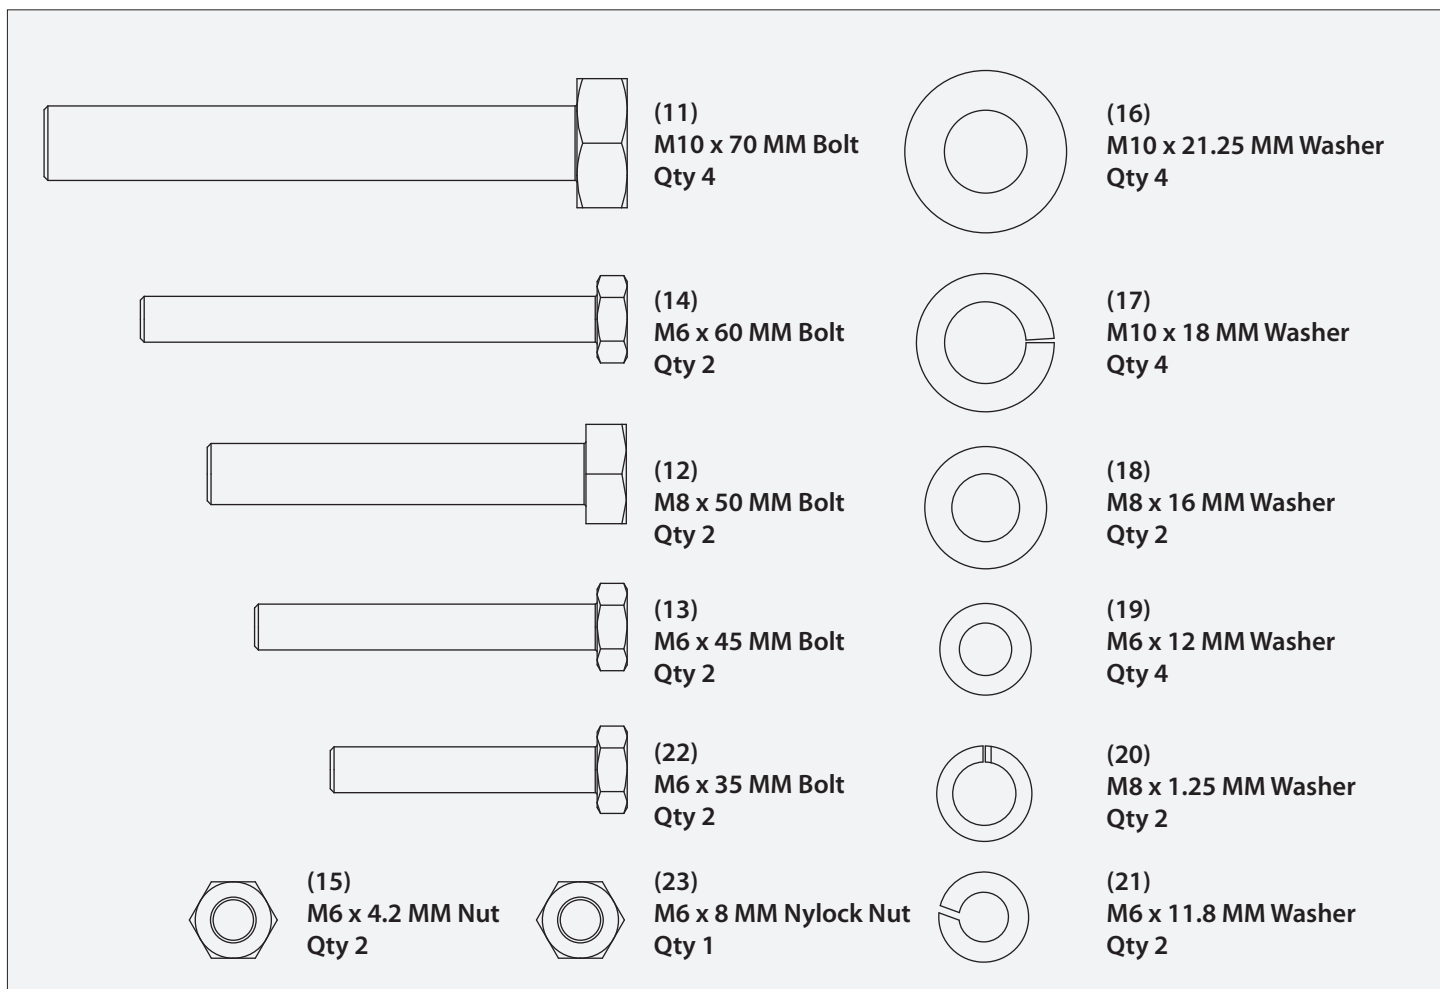 (11)
M10 x 70 MM Bolt
Qty 4
(16)
M10 x 21.25 MM Washer
Qty 4
(14)
M6 x 60 MM Bolt
Qty 2
(17)
M10 x 18 MM Washer
Qty 4
(12)
M8 x 50 MM Bolt
Qty 2
(18)
M8 x 16 MM Washer
Qty 2
(13)
M6 x 45 MM Bolt
Qty 2
(19)
M6 x 12 MM Washer
Qty 4
(22)
M6 x 35 MM Bolt
Qty 2
(20)
M8 x 1.25 MM Washer
Qty 2
(15)
M6 x 4.2 MM Nut
Qty 2
(23)
M6 x 8 MM Nylock Nut
Qty 1
(21)
M6 x 11.8 MM Washer
Qty 2